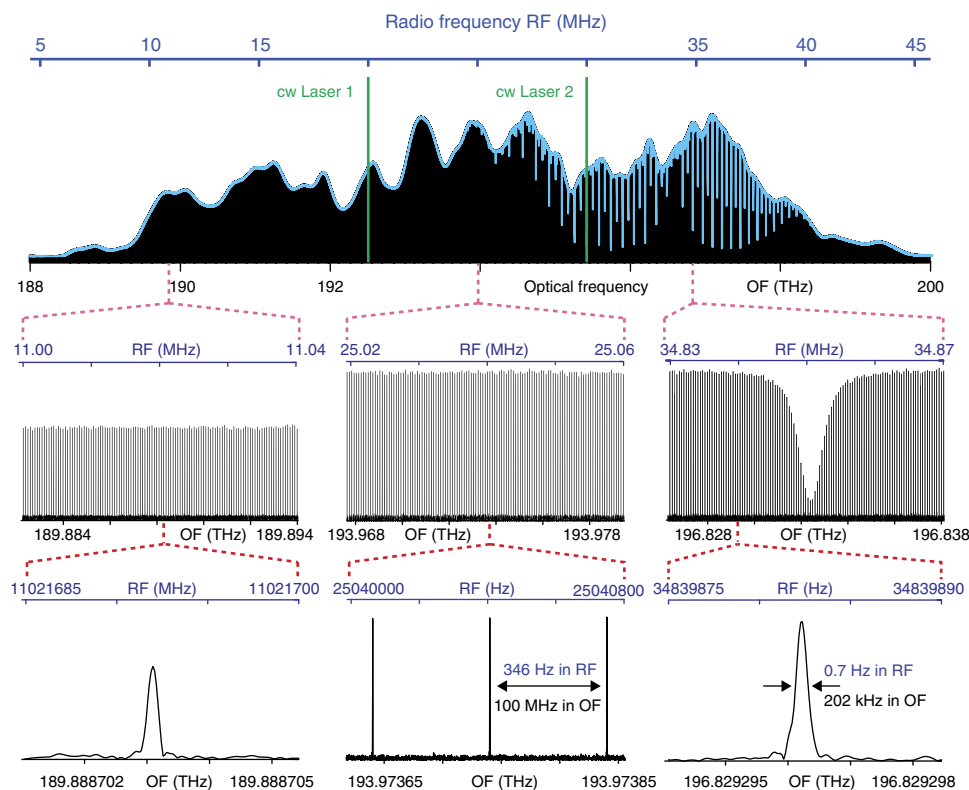 Radio frequency RF (MHz)
5 10 15 35 40 45
cw Laser 1 cw Laser 2
188 190 192 Optical frequency OF (THz) 200
11.00 RF (MHz) 11.04
25.02 RF (MHz) 25.06
34.83 RF (MHz) 34.87
189.884 OF (THz) 189.894
193.968 OF (THz) 193.978
196.828 OF (THz) 196.838
11021685 RF (MHz) 11021700
25040000 RF (Hz) 25040800
34839875 RF (Hz) 34839890
346 Hz in RF
100 MHz in OF
0.7 Hz in RF
202 kHz in OF
189.888702 OF (THz) 189.888705
193.97365 OF (THz) 193.97385
196.829295 OF (THz) 196.829298